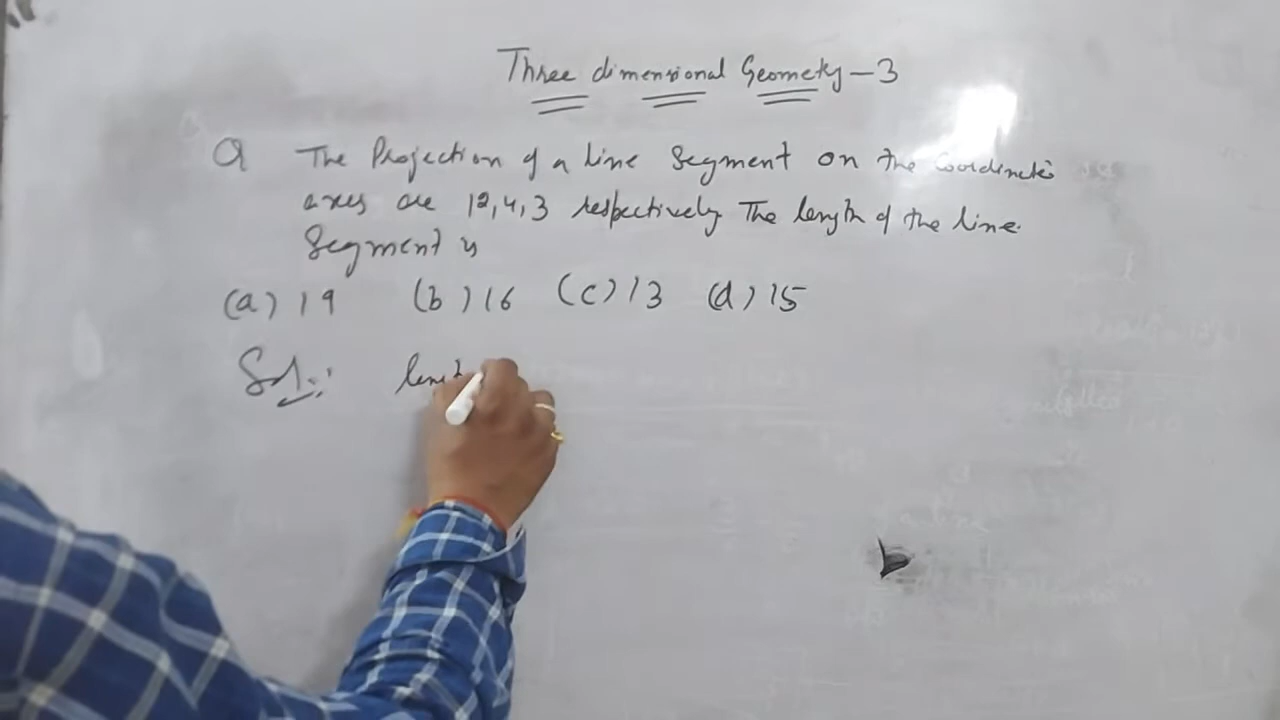 Three dimensional Geometry-3
Q The Projection of a line Segment on the Coordinate
axes are 12,4,3 respectively The length of the line.
Segment is
(a) 19 (b) 16 (c) 13 (d) 15
Sol: